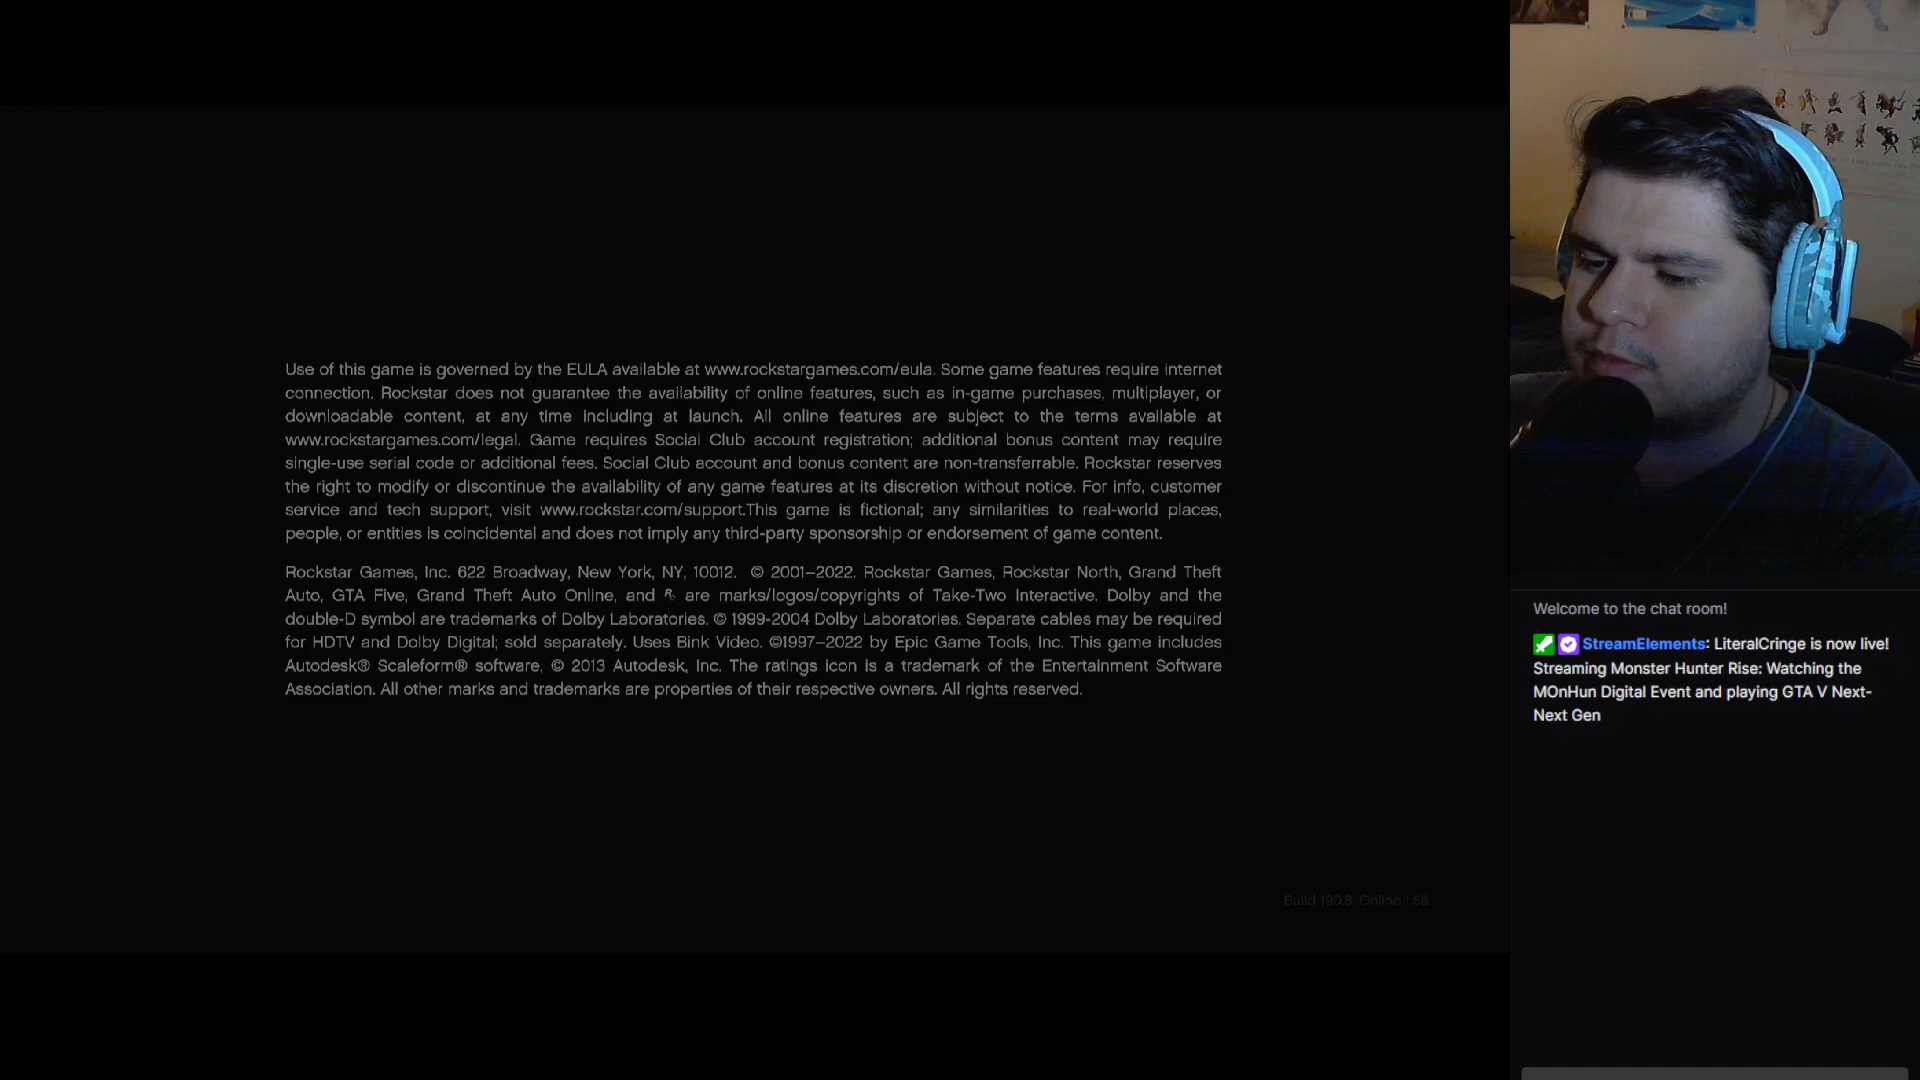 Use of this game is governed by the EULA available at www.rockstargames.com/eula. Some game features require internet
connection. Rockstar does not guarantee the availability of online features, such as in-game purchases, multiplayer, or
downloadable content, at any time including at launch. All online features are subject to the terms available at
www.rockstargames.com/legal. Game requires Social Club account registration; additional bonus content may require
single-use serial code or additional fees. Social Club account and bonus content are non-transferrable. Rockstar reserves
the right to modify or discontinue the availability of any game features at its discretion without notice. For info, customer
service and tech support, visit www.rockstar.com/support.This game is fictional; any similarities to real-world places,
people, or entities is coincidental and does not imply any third-party sponsorship or endorsement of game content.
Rockstar Games, Inc. 622 Broadway, New York, NY, 10012. © 2001–2022. Rockstar Games, Rockstar North, Grand Theft
Auto, GTA Five, Grand Theft Auto Online, and R* are marks/logos/copyrights of Take-Two Interactive. Dolby and the
double-D symbol are trademarks of Dolby Laboratories. © 1999-2004 Dolby Laboratories. Separate cables may be required
for HDTV and Dolby Digital; sold separately. Uses Bink Video. ©1997–2022 by Epic Game Tools, Inc. This game includes
Autodesk® Scaleform® software, © 2013 Autodesk, Inc. The ratings icon is a trademark of the Entertainment Software
Association. All other marks and trademarks are properties of their respective owners. All rights reserved.
Build 190.8, Online 1.58
Welcome to the chat room!
StreamElements: LiteralCringe is now live!
Streaming Monster Hunter Rise: Watching the
MOnHun Digital Event and playing GTA V Next-
Next Gen